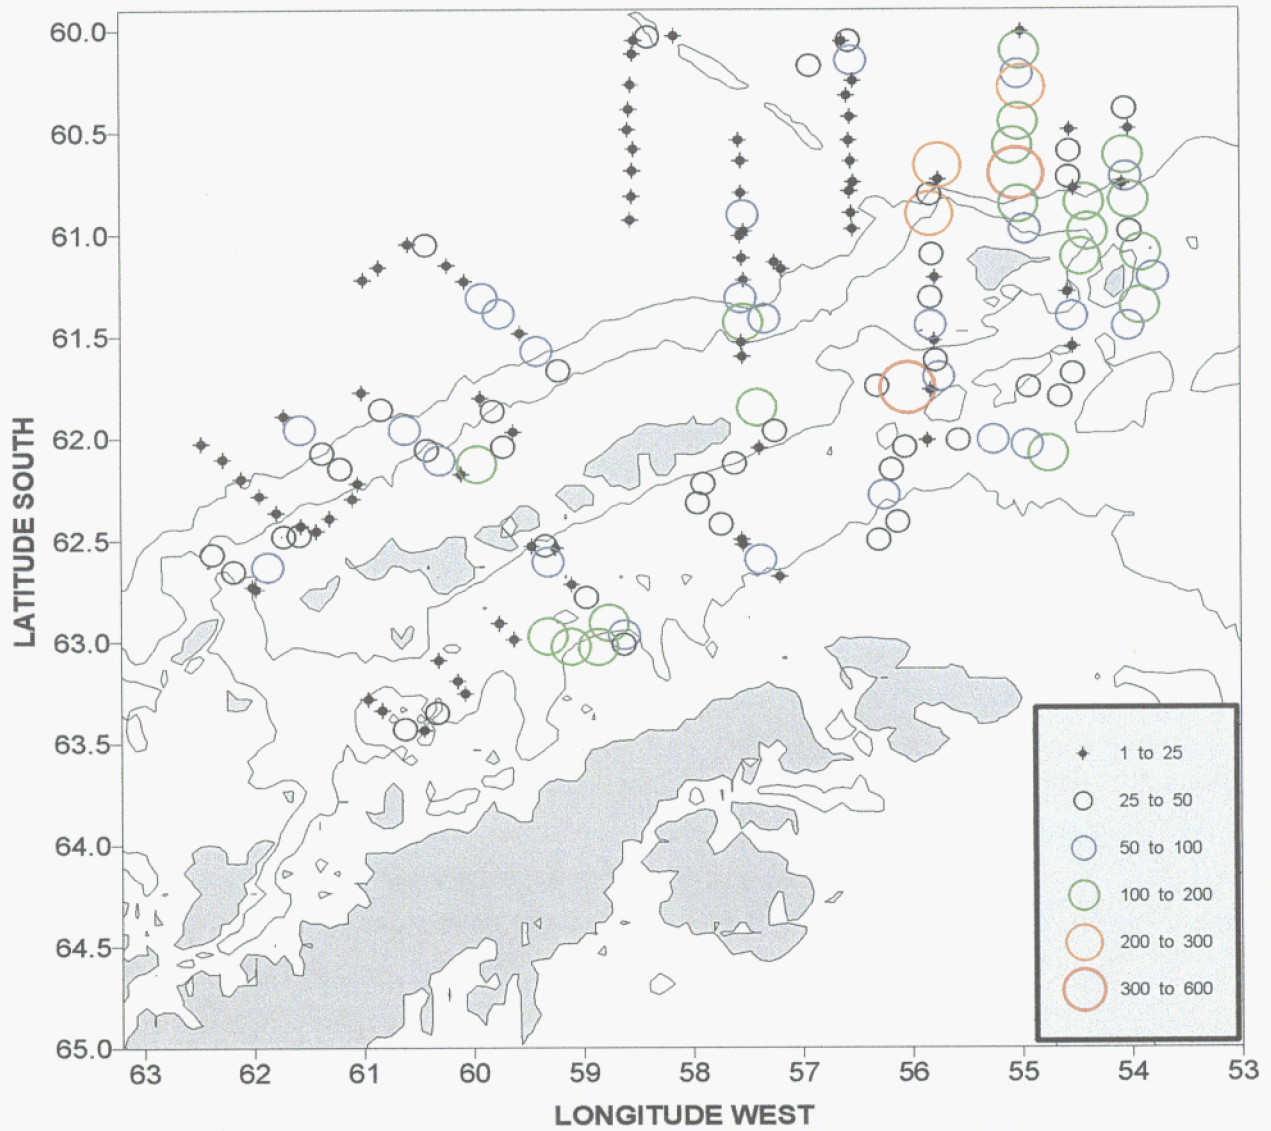 60.0
60.5
61.0
61.5
62.0
62.5
63.0
63.5
64.0
64.5
65.0
LATITUDE SOUTH
1 to 25
25 to 50
50 to 100
100 to 200
200 to 300
300 to 600
63 62 61 60 59 58 57 56 55 54 53
LONGITUDE WEST